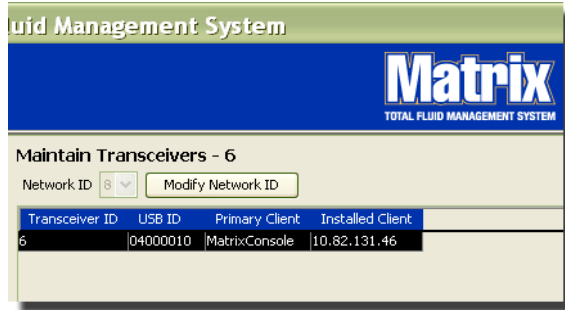 luid Management System
Matrix
TOTAL FLUID MANAGEMENT SYSTEM
Maintain Transceivers - 6
Network ID 8 Modify Network ID
Transceiver ID USB ID Primary Client Installed Client
6 04000010 MatrixConsole 10.82.131.46